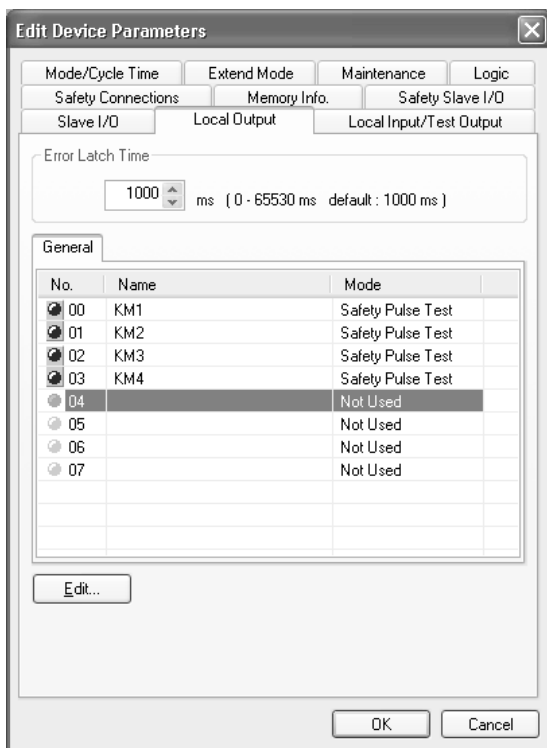 Edit Device Parameters
Mode/Cycle Time Extend Mode Maintenance Logic
Safety Connections Memory Info. Safety Slave I/O
Slave I/O Local Output Local Input/Test Output
Error Latch Time
1000 ms ( 0 - 65530 ms default : 1000 ms )
General
No. Name Mode
00 KM1 Safety Pulse Test
01 KM2 Safety Pulse Test
02 KM3 Safety Pulse Test
03 KM4 Safety Pulse Test
04 Not Used
05 Not Used
06 Not Used
07 Not Used
Edit...
OK Cancel